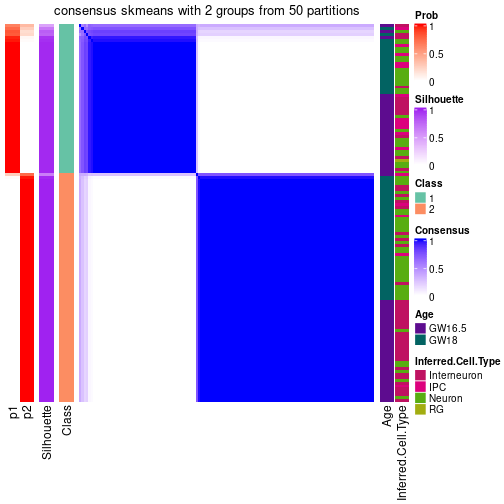 consensus skmeans with 2 groups from 50 partitions
Prob
1
0.5
0
Silhouette
1
0.5
0
Class
1
2
Consensus
1
0.5
0
Age
GW16.5
GW18
Inferred.Cell.Type
Interneuron
IPC
Neuron
RG
p1
p2
Silhouette
Class
Age
Inferred.Cell.Type